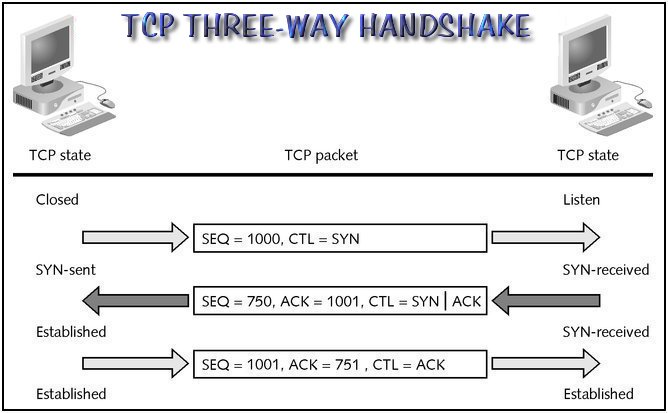 TCP THREE-WAY HANDSHAKE
TCP state TCP packet TCP state
Closed Listen
SEQ = 1000, CTL = SYN
SYN-sent SYN-received
SEQ = 750, ACK = 1001, CTL = SYN | ACK
Established SYN-received
SEQ = 1001, ACK = 751 , CTL = ACK
Established Established